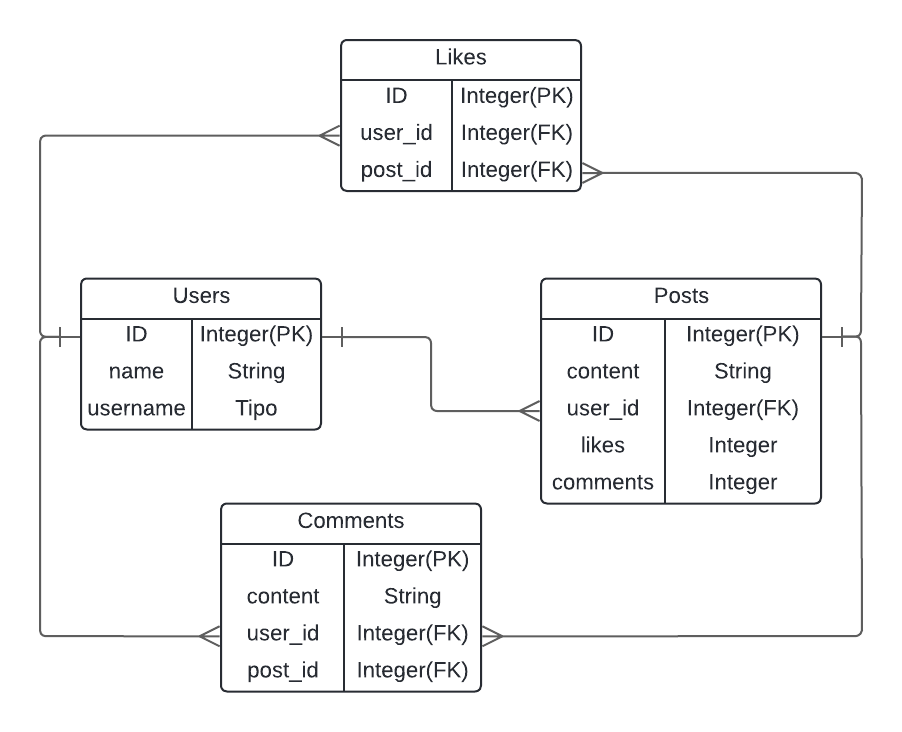 Likes
ID Integer(PK)
user_id Integer(FK)
post_id Integer(FK)
Users
ID Integer(PK)
name String
username Tipo
Posts
ID Integer(PK)
content String
user_id Integer(FK)
likes Integer
comments Integer
Comments
ID Integer(PK)
content String
user_id Integer(FK)
post_id Integer(FK)